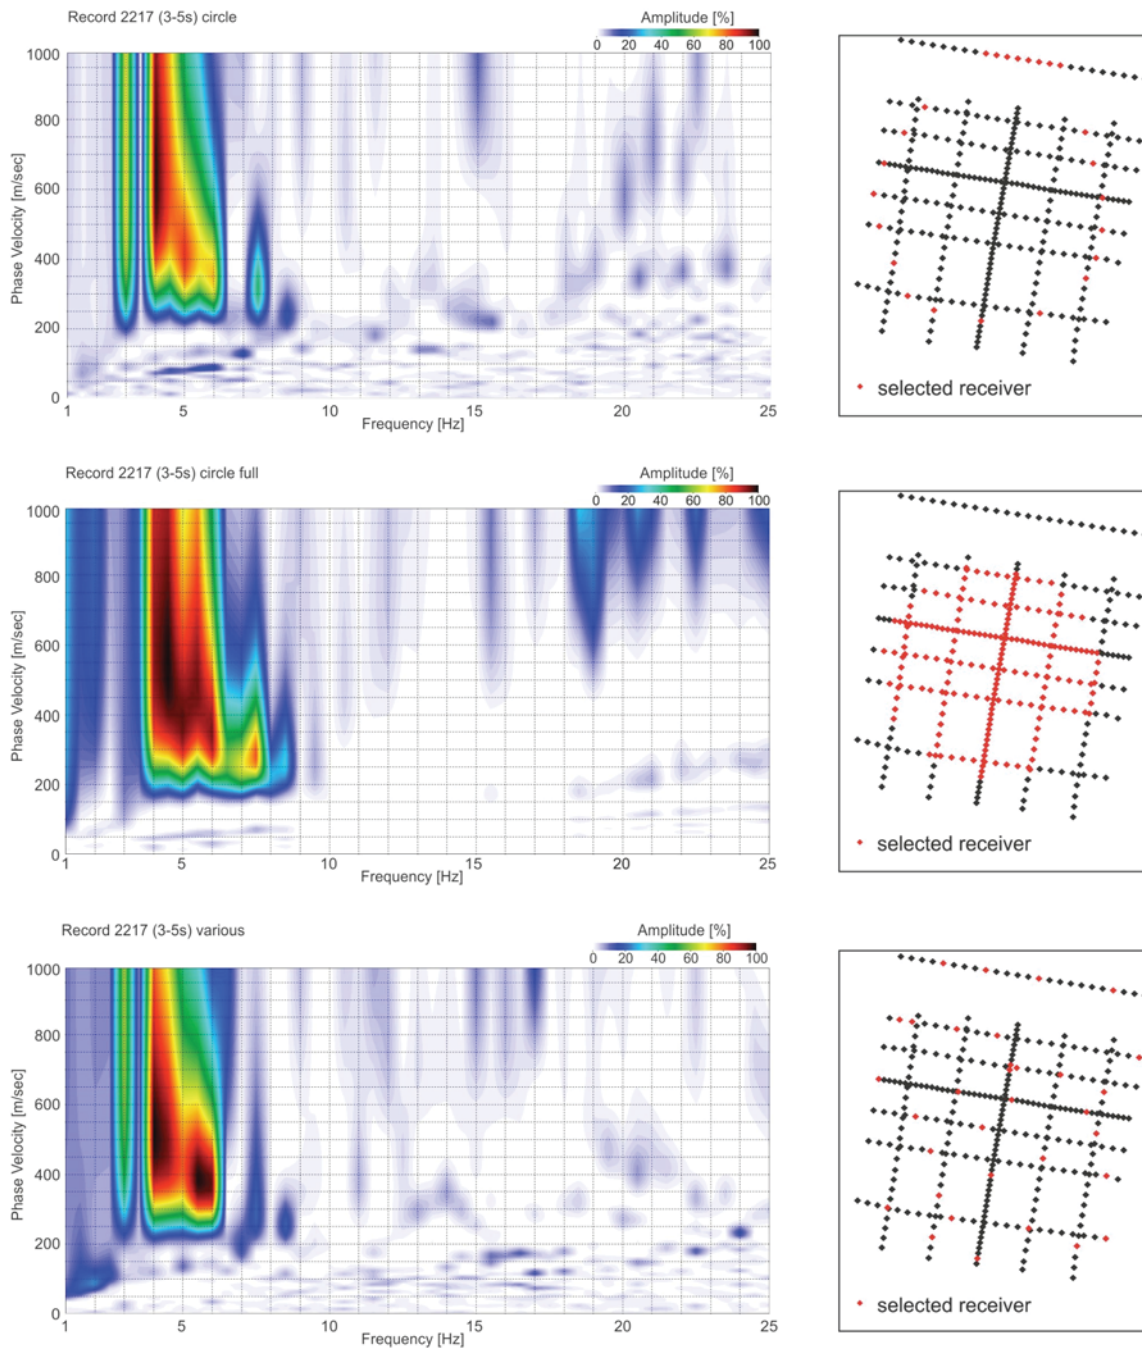 Record 2217 (3-5s) circle
Amplitude [%]
0 20 40 60 80 100
Phase Velocity [m/sec]
1000
800
600
400
200
0
1 5 10 15 20 25
Frequency [Hz]
selected receiver
Record 2217 (3-5s) circle full
Amplitude [%]
0 20 40 60 80 100
Phase Velocity [m/sec]
1000
800
600
400
200
0
1 5 10 15 20 25
Frequency [Hz]
selected receiver
Record 2217 (3-5s) various
Amplitude [%]
0 20 40 60 80 100
Phase Velocity [m/sec]
1000
800
600
400
200
0
1 5 10 15 20 25
Frequency [Hz]
selected receiver